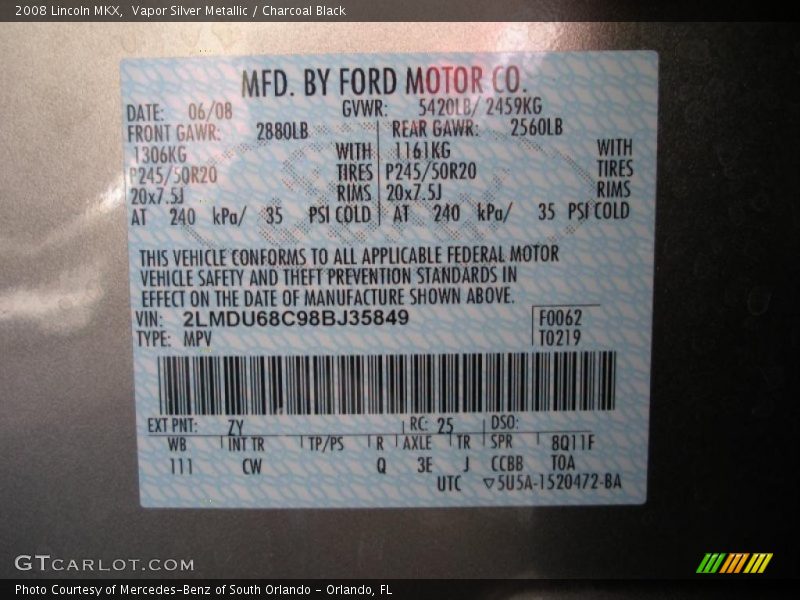 2008 Lincoln MKX, Vapor Silver Metallic / Charcoal Black
MFD. BY FORD MOTOR CO.
DATE: 06/08 GVWR: 5420LB/ 2459KG
FRONT GAWR: 2880LB REAR GAWR: 2560LB
1306KG WITH 1161KG WITH
P245/50R20 TIRES P245/50R20 TIRES
20x7.5J RIMS 20x7.5J RIMS
AT 240 kPa/ 35 PSI COLD AT 240 kPa/ 35 PSI COLD
THIS VEHICLE CONFORMS TO ALL APPLICABLE FEDERAL MOTOR
VEHICLE SAFETY AND THEFT PREVENTION STANDARDS IN
EFFECT ON THE DATE OF MANUFACTURE SHOWN ABOVE.
VIN: 2LMDU68C98BJ35849 F0062
TYPE: MPV T0219
EXT PNT: ZY RC: 25 DSO:
WB INT TR TP/PS R AXLE TR SPR 8Q11F
111 CW Q 3E J CCBB TOA
UTC ▽5U5A-1520472-BA
GTCARLOT.COM
Photo Courtesy of Mercedes-Benz of South Orlando - Orlando, FL